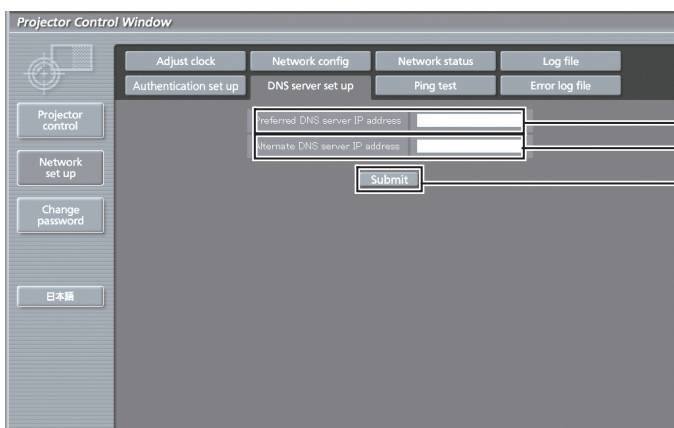 Projector Control Window
Adjust clock
Network config
Network status
Log file
Authentication set up
DNS server set up
Ping test
Error log file
Projector
control
Network
set up
Change
password
日本語
Preferred DNS server IP address
Alternate DNS server IP address
Submit